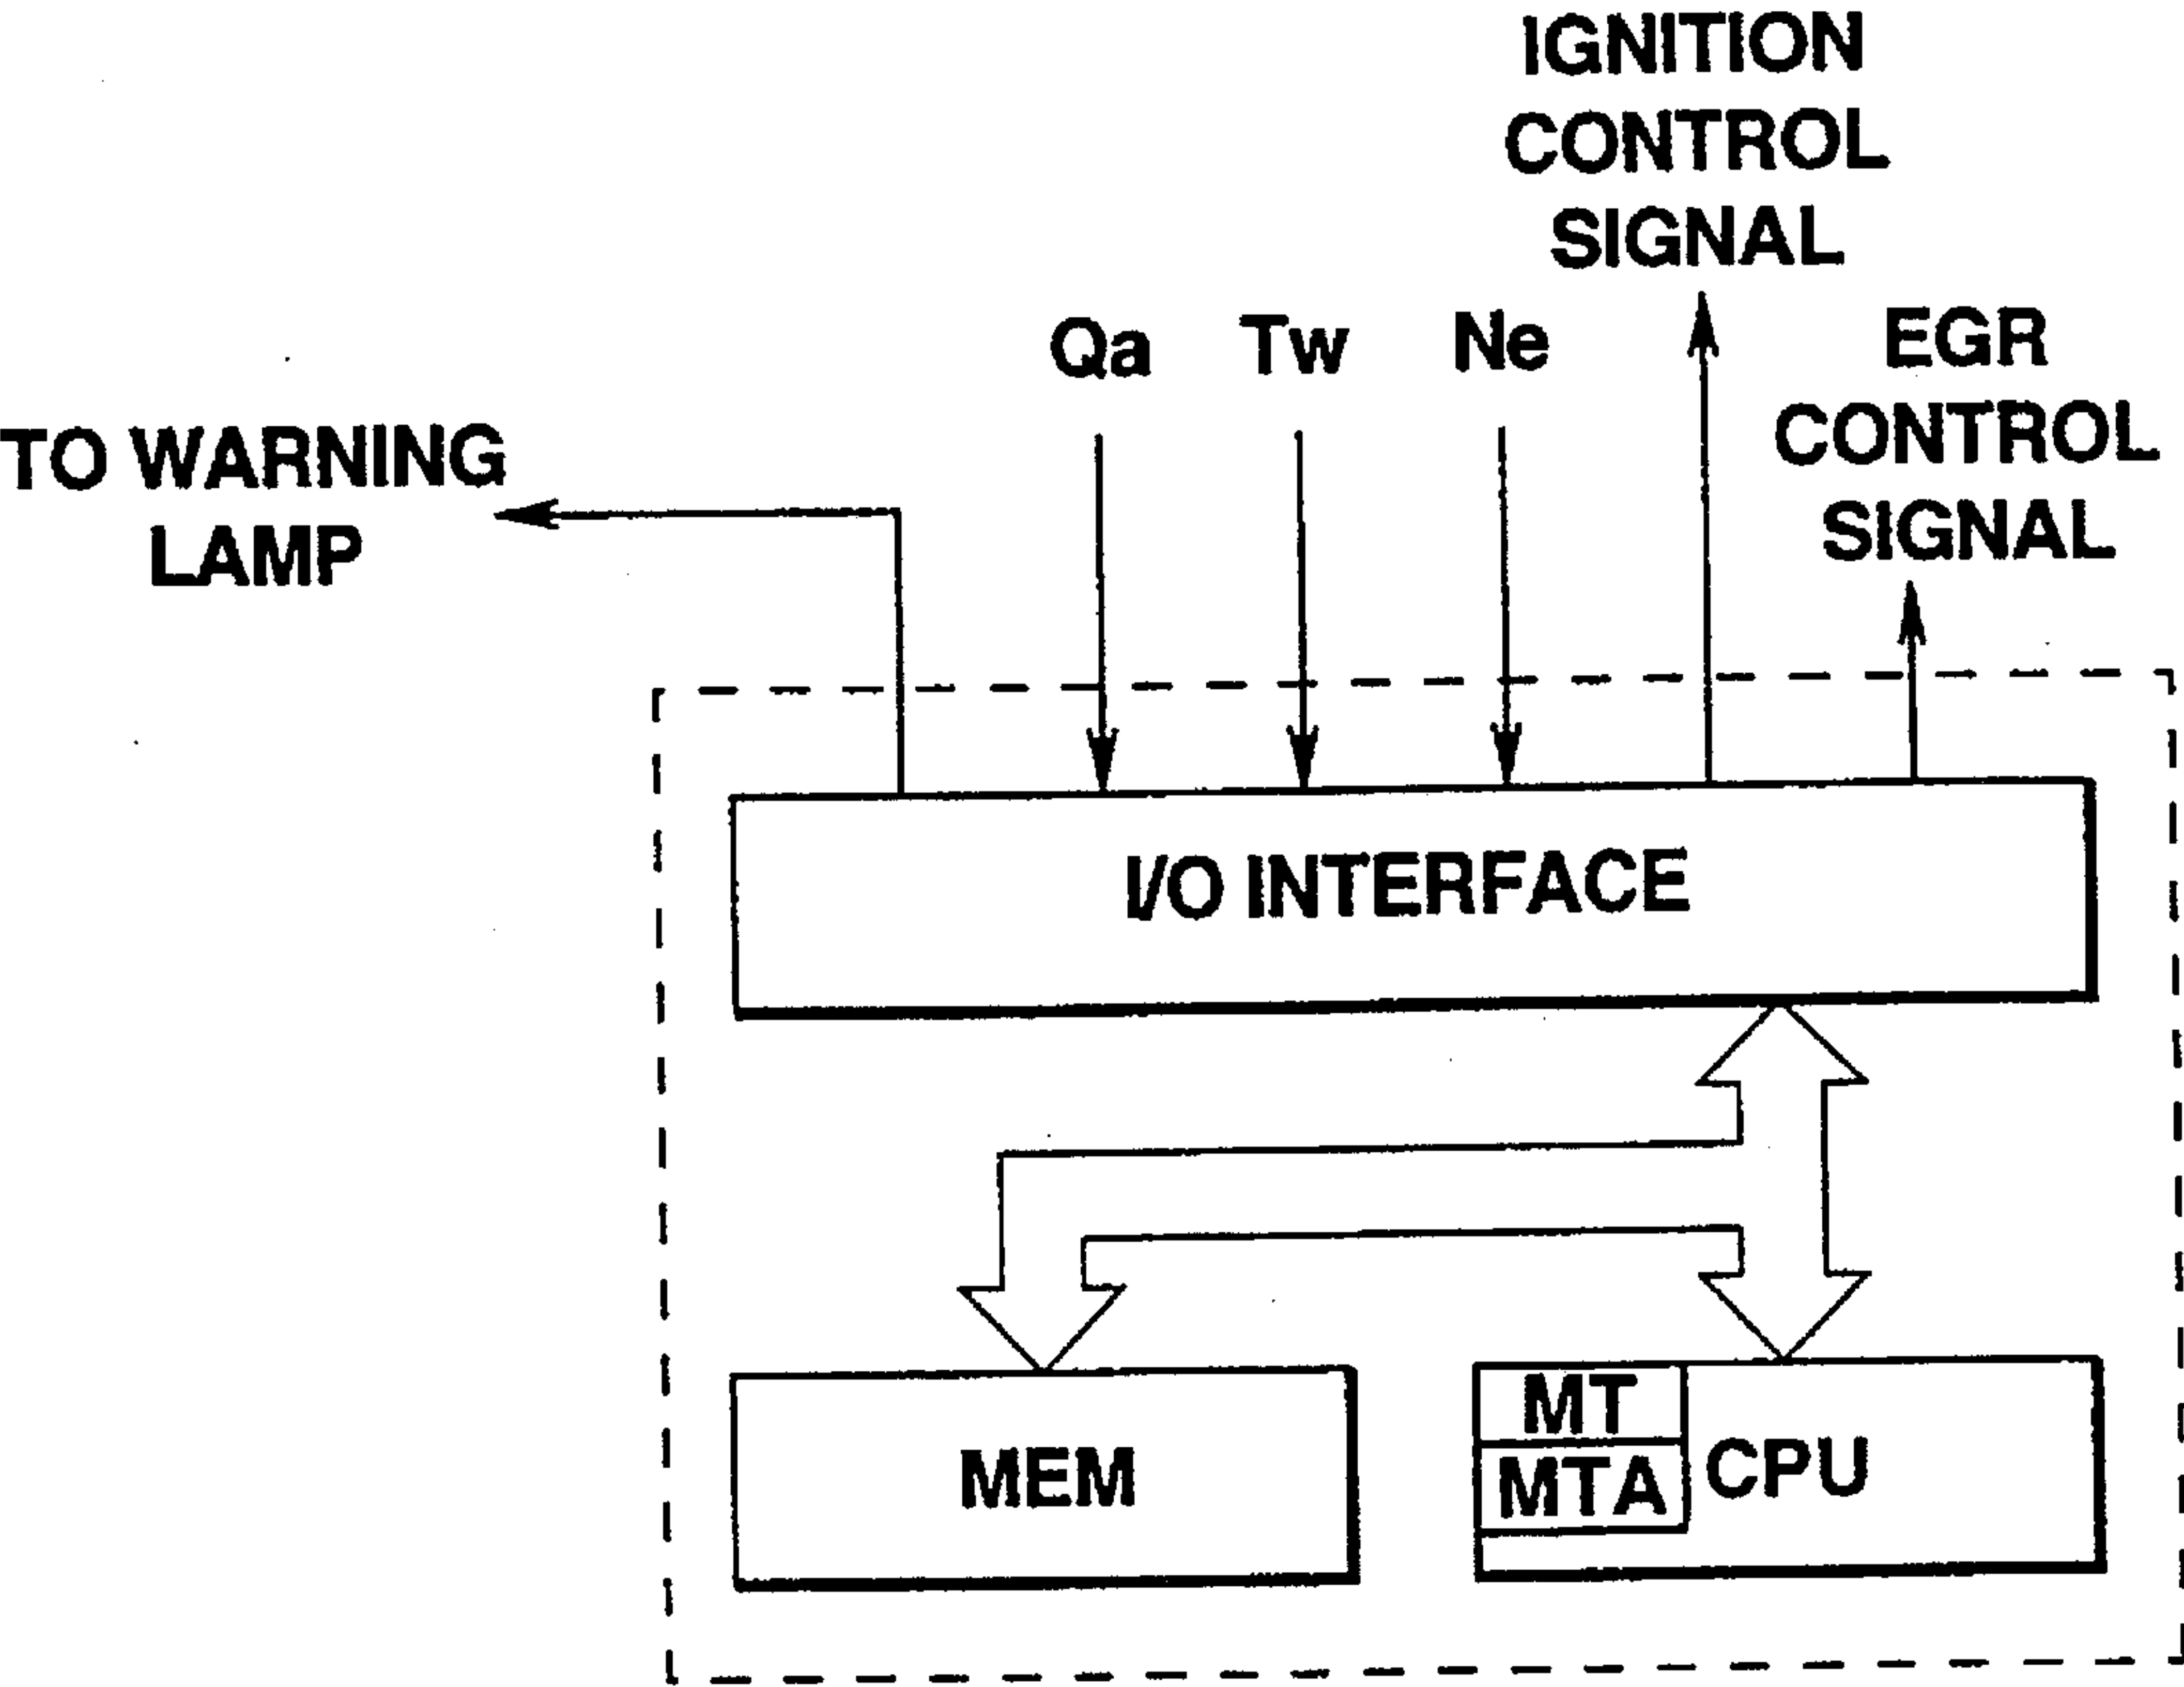 IGNITION
CONTROL
SIGNAL
Qa Tw Ne
EGR
CONTROL
SIGNAL
TO WARNING
LAMP
I/O INTERFACE
MEM
MT
MTA
CPU